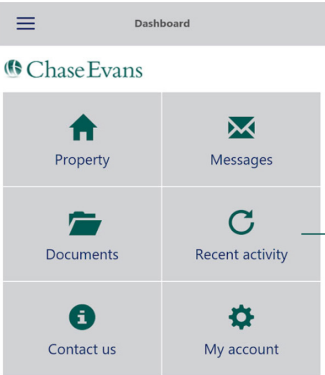 Dashboard
Chase Evans
Property
Messages
Documents
Recent activity
Contact us
My account